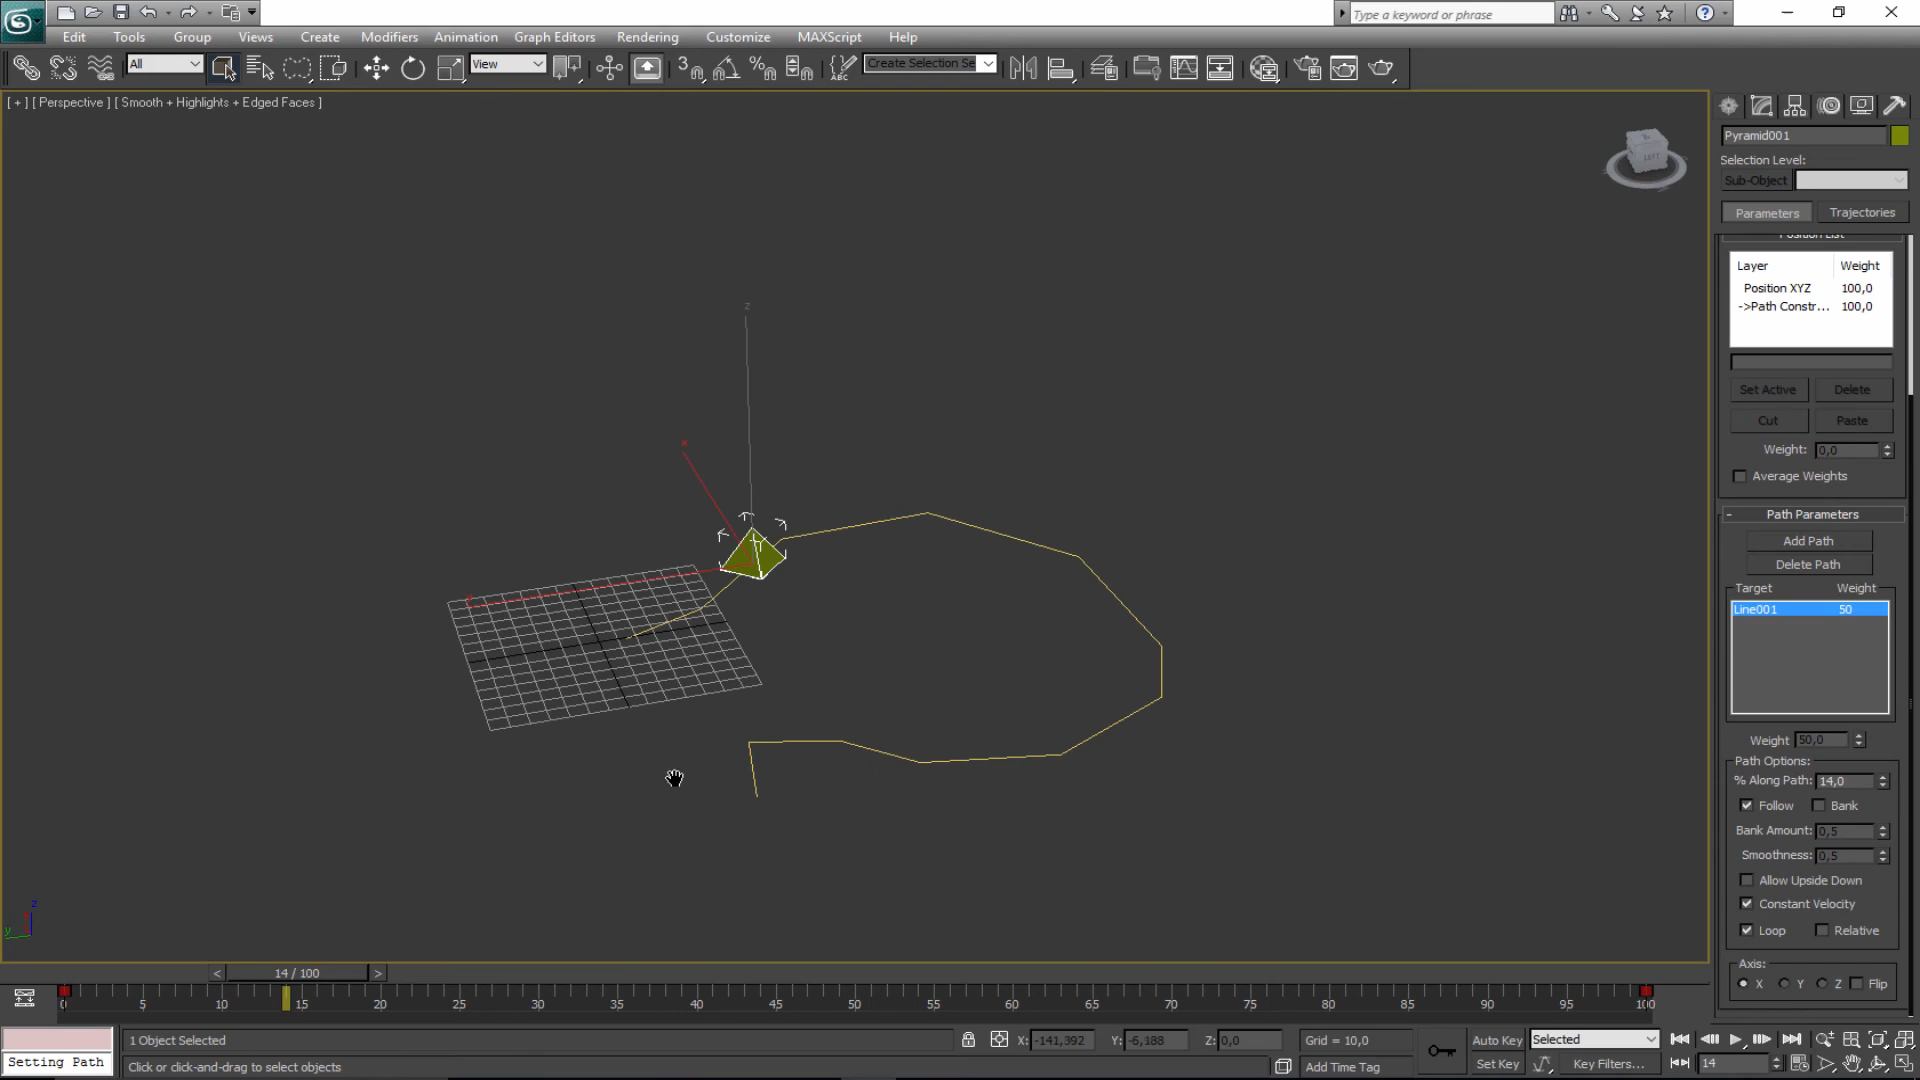 Type a keyword or phrase
Edit Tools Group Views Create Modifiers Animation Graph Editors Rendering Customize MAXScript Help
All View 3 ABC Create Selection Se
[ + ] [ Perspective ] [ Smooth + Highlights + Edged Faces ]
LEFT
Pyramid001
Selection Level:
Sub-Object
Parameters Trajectories
Position List
Layer Weight
Position XYZ 100,0
->Path Constr... 100,0
Set Active Delete
Cut Paste
Weight: 0,0
Average Weights
- Path Parameters
Add Path
Delete Path
Target Weight
Line001 50
Weight 50,0
Path Options:
% Along Path: 14,0
Follow Bank
Bank Amount: 0,5
Smoothness: 0,5
Allow Upside Down
Constant Velocity
Loop Relative
Axis:
X Y Z Flip
z
x
z
y
< 14 / 100 >
0 5 10 15 20 25 30 35 40 45 50 55 60 65 70 75 80 85 90 95 100
1 Object Selected X: -141,392 Y: -6,188 Z: 0,0 Grid = 10,0 Auto Key Selected
Setting Path Click or click-and-drag to select objects Add Time Tag Set Key Key Filters... 14